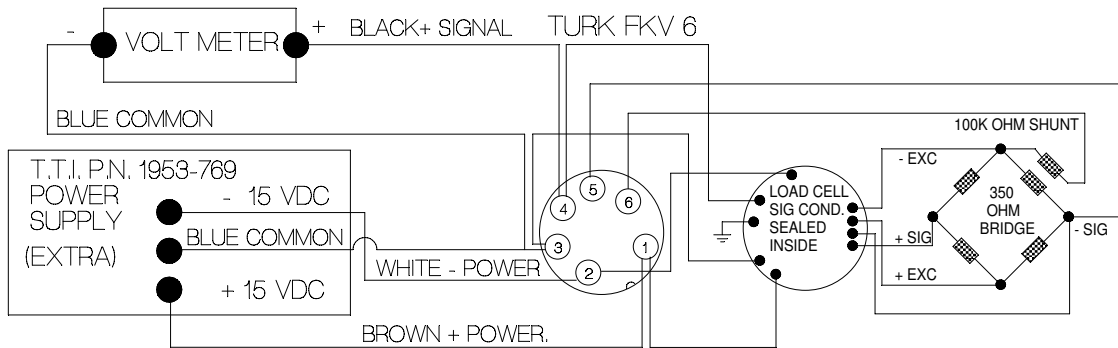 - VOLT METER +
BLACK+ SIGNAL
TURK FKV 6
BLUE COMMON
T.T.I. P.N. 1953-769
POWER
SUPPLY
(EXTRA)
- 15 VDC
BLUE COMMON
+ 15 VDC
WHITE - POWER
BROWN + POWER.
5
4
6
3
1
2
LOAD CELL
SIG COND.
SEALED
INSIDE
100K OHM SHUNT
- EXC
350
OHM
BRIDGE
+ SIG
- SIG
+ EXC